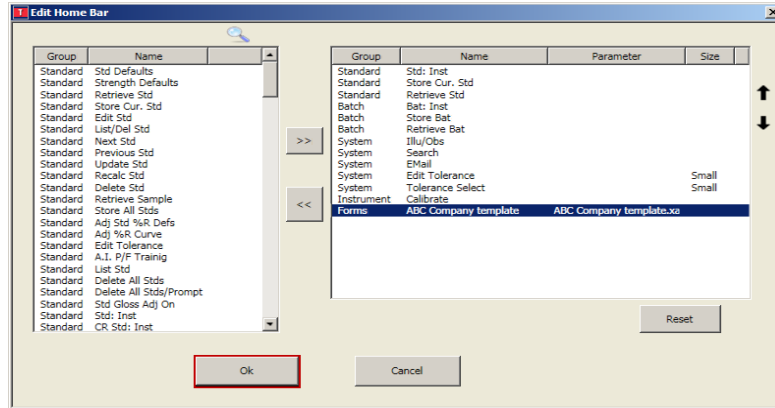 T Edit Home Bar
Group Name
Standard Std Defaults
Standard Strength Defaults
Standard Retrieve Std
Standard Store Cur. Std
Standard Edit Std
Standard List/Del Std
Standard Next Std
Standard Previous Std
Standard Update Std
Standard Recalc Std
Standard Delete Std
Standard Retrieve Sample
Standard Store All Stds
Standard Adj Std %R Defs
Standard Adj %R Curve
Standard Edit Tolerance
Standard A.I. P/F Trainig
Standard List Std
Standard Delete All Stds
Standard Delete All Stds/Prompt
Standard Std Gloss Adj On
Standard Std: Inst
Standard CR Std: Inst
>>
<<
Group Name Parameter Size
Standard Std: Inst
Standard Store Cur. Std
Standard Retrieve Std
Batch Bat: Inst
Batch Store Bat
Batch Retrieve Bat
System Illu/Obs
System Search
System EMail
System Edit Tolerance Small
System Tolerance Select Small
Instrument Calibrate
Forms ABC Company template ABC Company template.xa
Reset
Ok
Cancel